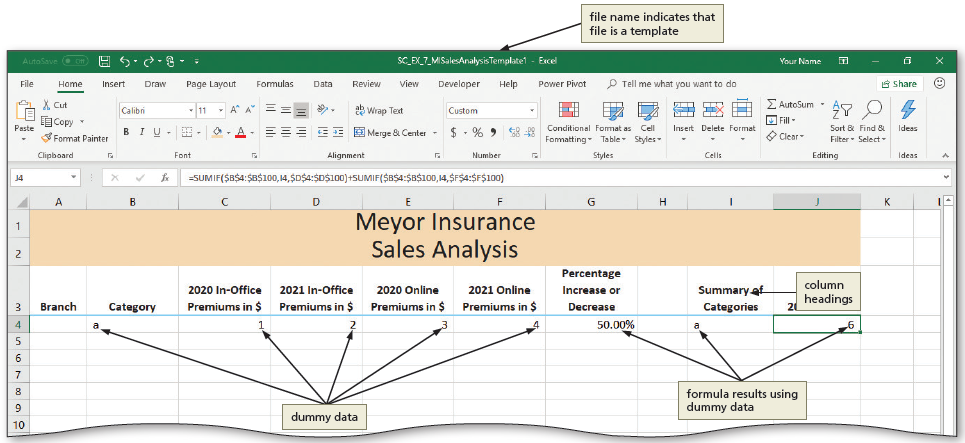 file name indicates that
file is a template
AutoSave Off
SC_EX_7_MISalesAnalysisTemplate1 - Excel
Your Name
File Home Insert Draw Page Layout Formulas Data Review View Developer Help Power Pivot Tell me what you want to do Share
Paste
Cut
Copy
Format Painter
Clipboard
Calibri 11 A A
B I U A
Font
ab Wrap Text
Merge & Center
Alignment
Custom
$ % ,
Number
Conditional Formatting
Format as Table
Cell Styles
Styles
Insert Delete Format
Cells
AutoSum
Fill
Clear
Sort & Filter
Find & Select
Editing
Ideas
Ideas
J4 fx =SUMIF($B$4:$B$100,I4,$D$4:$D$100)+SUMIF($B$4:$B$100,I4,$F$4:$F$100)
A B C D E F G H I J K
1 Meyor Insurance
2 Sales Analysis
3 Branch
Category
2020 In-Office
Premiums in $
2021 In-Office
Premiums in $
2020 Online
Premiums in $
2021 Online
Premiums in $
Percentage
Increase or
Decrease
Summary of
Categories
column
headings
4 a 1 2 3 4 50.00% a 6
5
6
7
8
9
10
dummy data
formula results using
dummy data